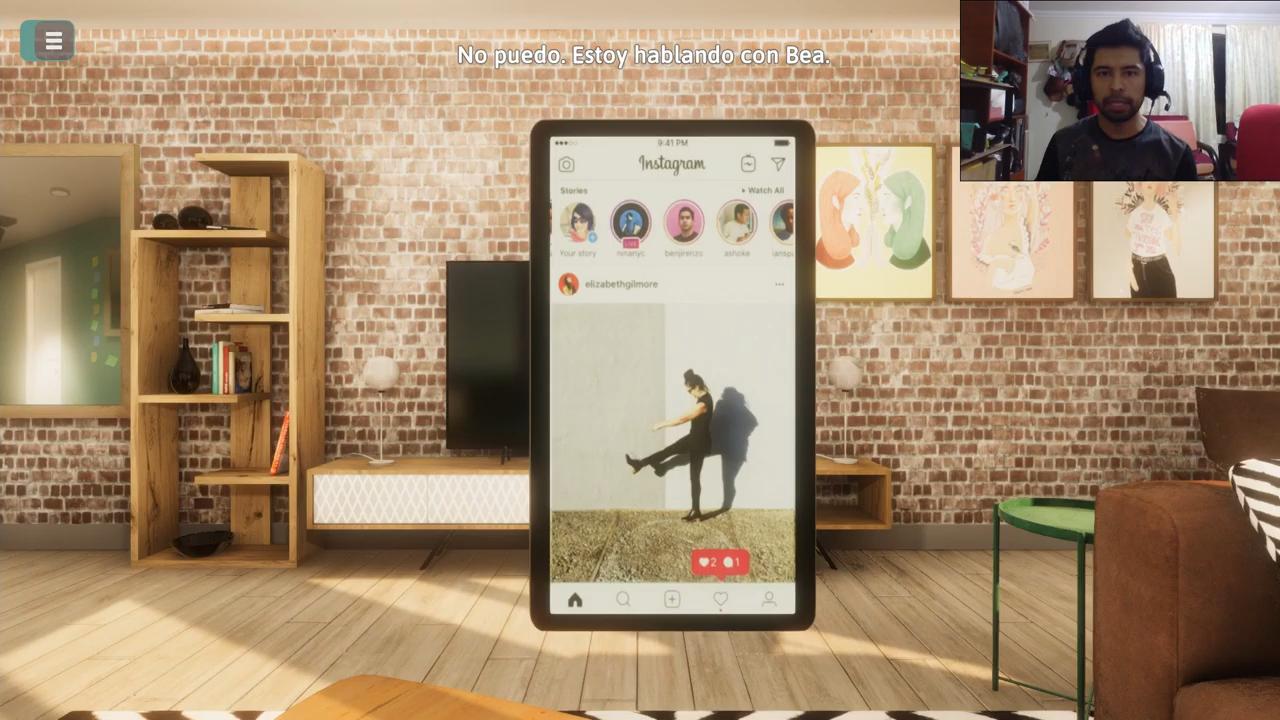 No puedo. Estoy hablando con Bea.
9:41 PM
Instagram
Stories
Watch All
LIVE
Your story
benjirenzo
ashoke
elizabethgilmore
2 1